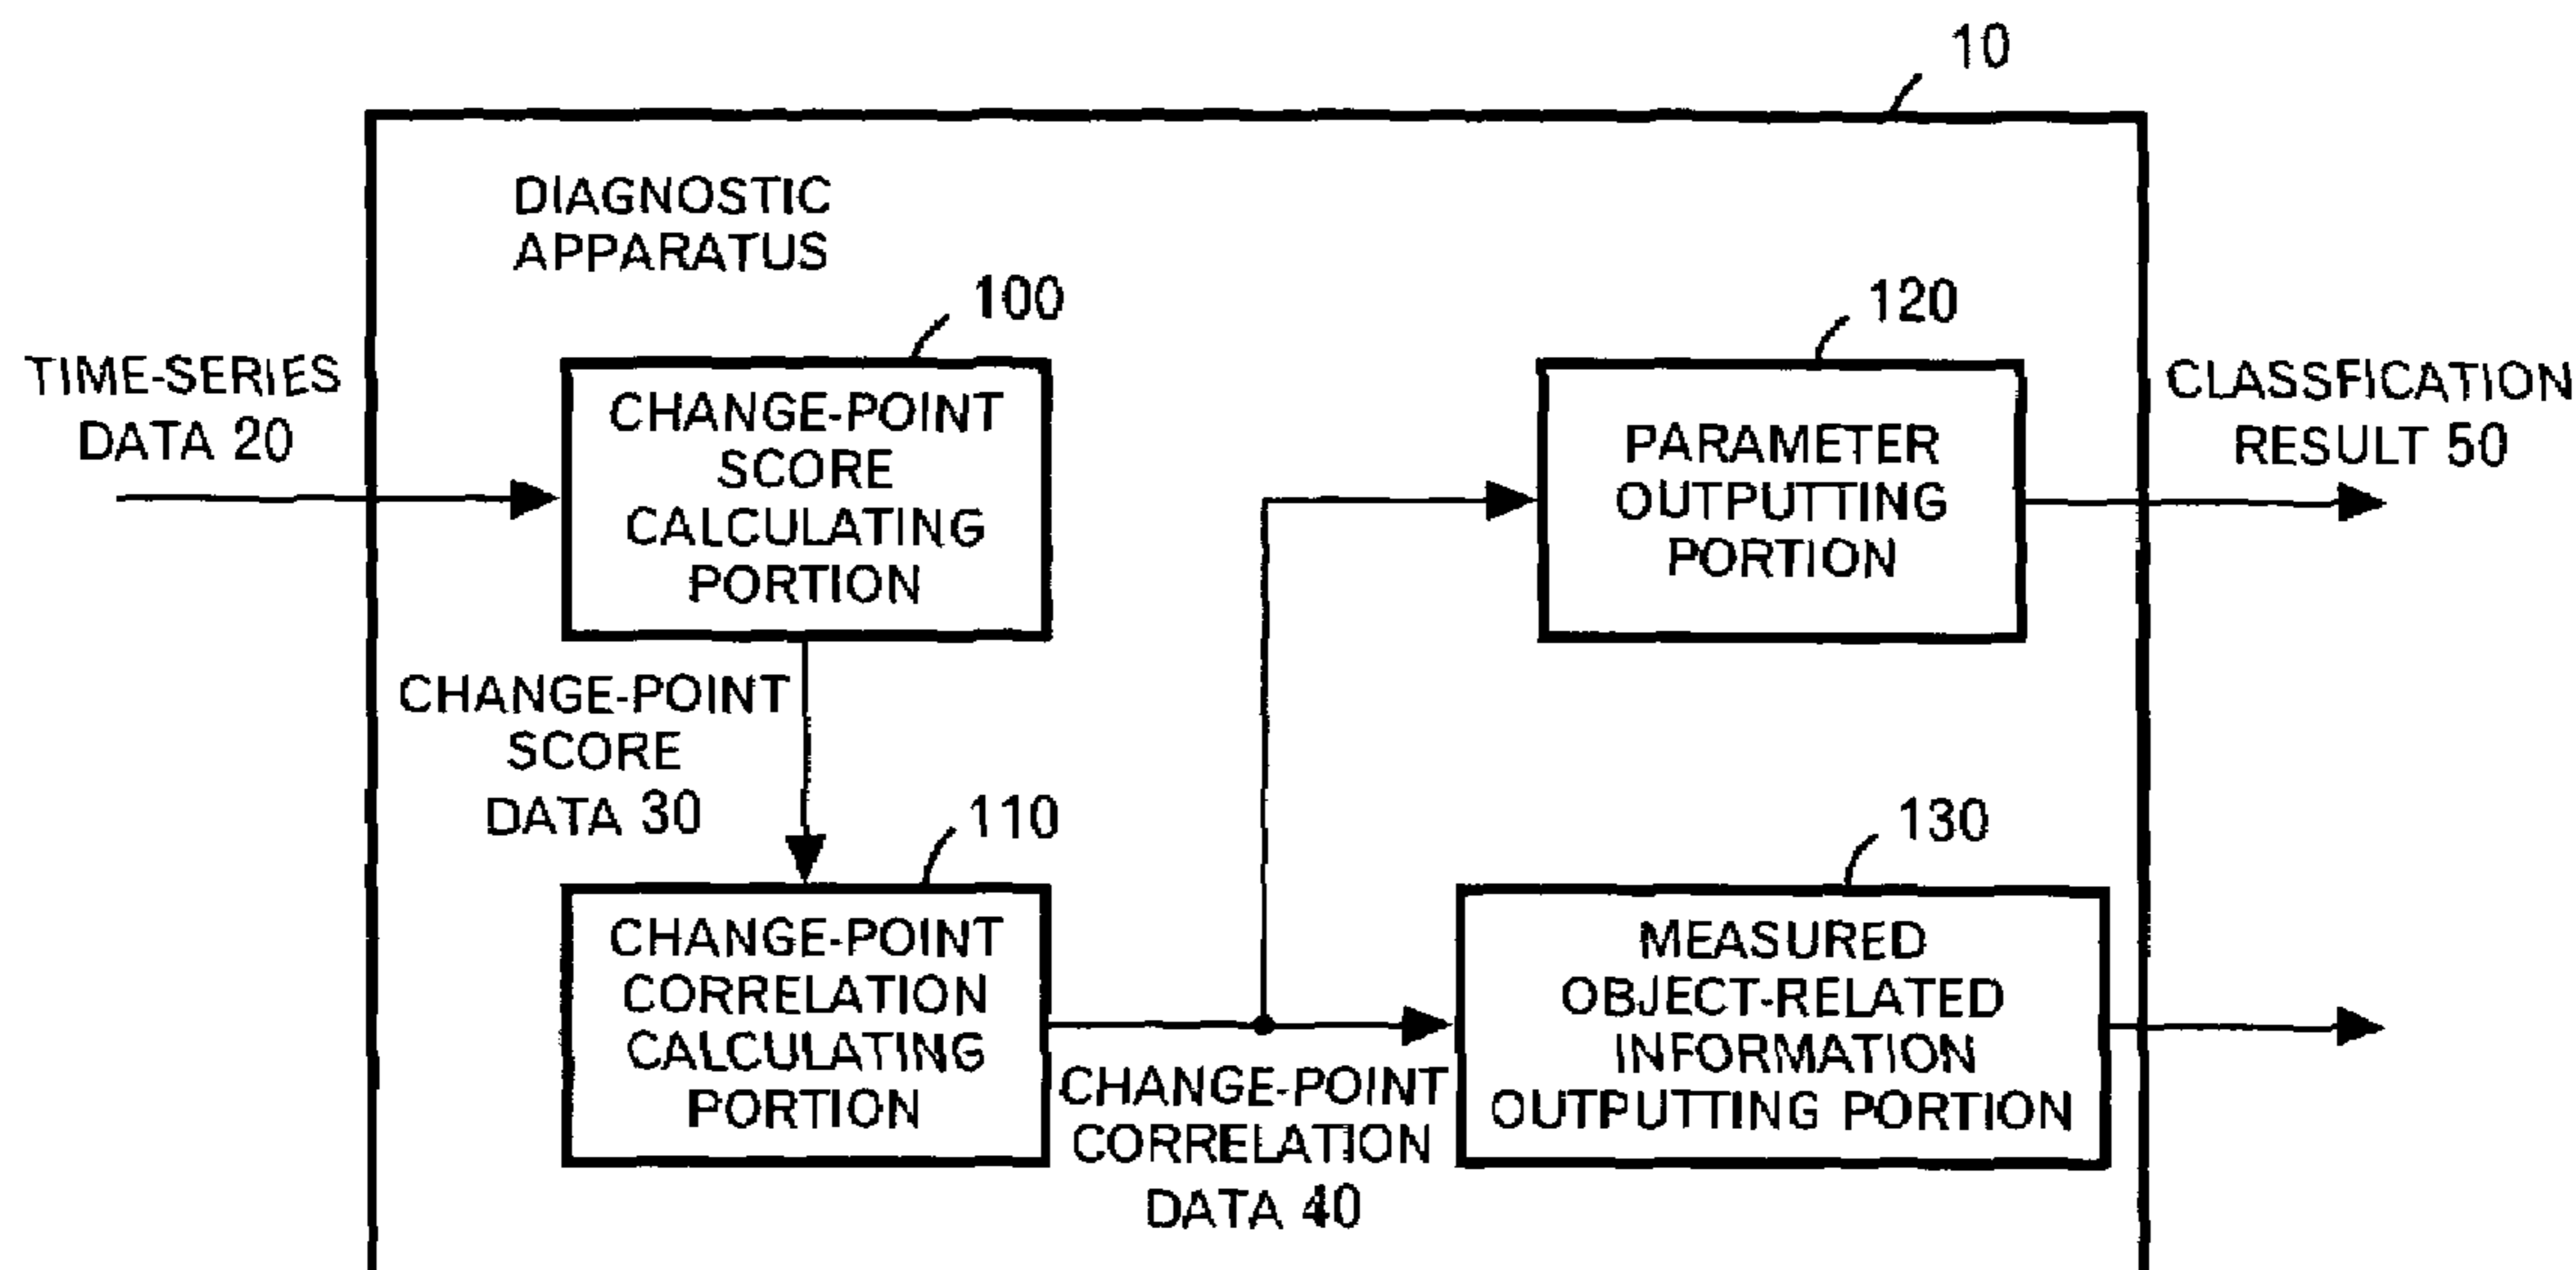 10
DIAGNOSTIC
APPARATUS
100
120
TIME-SERIES
DATA 20
CHANGE-POINT
SCORE
CALCULATING
PORTION
PARAMETER
OUTPUTTING
PORTION
CLASSFICATION
RESULT 50
CHANGE-POINT
SCORE
DATA 30
110
130
CHANGE-POINT
CORRELATION
CALCULATING
PORTION
CHANGE-POINT
CORRELATION
DATA 40
MEASURED
OBJECT-RELATED
INFORMATION
OUTPUTTING PORTION